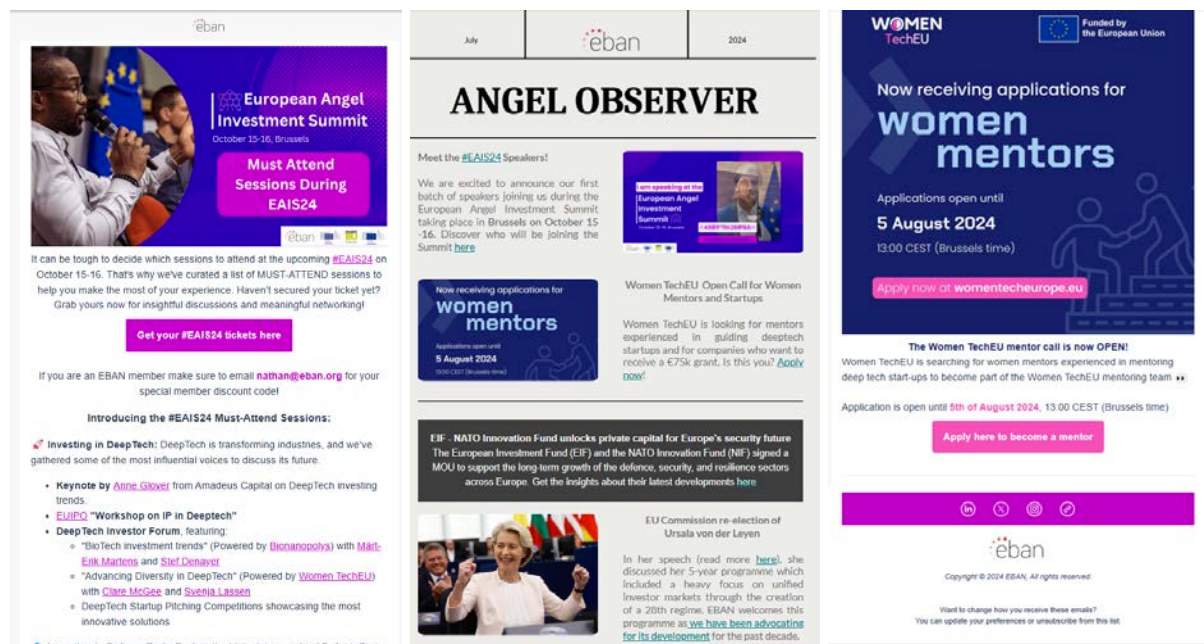 eban
European Angel
Investment Summit
October 15-16, Brussels
Must Attend
Sessions During
EAIS24
eban
It can be tough to decide which sessions to attend at the upcoming #EAIS24 on
October 15-16. That's why we've curated a list of MUST-ATTEND sessions to
help you make the most of your experience. Haven't secured your ticket yet?
Grab yours now for insightful discussions and meaningful networking!
Get your #EAIS24 tickets here
If you are an EBAN member make sure to email nathan@eban.org for your
special member discount code!
Introducing the #EAIS24 Must-Attend Sessions:
Investing in DeepTech: DeepTech is transforming industries, and we've
gathered some of the most influential voices to discuss its future.
• Keynote by Anne Glover from Amadeus Capital on DeepTech investing
trends.
• EUIPO "Workshop on IP in Deeptech"
• DeepTech Investor Forum, featuring:
"BioTech investment trends" (Powered by Bionanopolys) with Märt-
Erik Martens and Stef Denayer
"Advancing Diversity in DeepTech" (Powered by Women TechEU)
with Clare McGee and Svenja Lassen
DeepTech Startup Pitching Competitions showcasing the most
innovative solutions
July
eban
2024
ANGEL OBSERVER
Meet the #EAIS24 Speakers!
We are excited to announce our first
batch of speakers joining us during the
European Angel Investment Summit
taking place in Brussels on October 15
-16. Discover who will be joining the
Summit here
I am speaking at the
European Angel
Investment
Summit
Now receiving applications for
women
mentors
Applications open until
5 August 2024
13:00 CEST (Brussels time)
Women TechEU Open Call for Women
Mentors and Startups
Women TechEU is looking for mentors
experienced in guiding deeptech
startups and for companies who want to
receive a €75k grant. Is this you? Apply
now!
EIF - NATO Innovation Fund unlocks private capital for Europe's security future
The European Investment Fund (EIF) and the NATO Innovation Fund (NIF) signed a
MOU to support the long-term growth of the defence, security, and resilience sectors
across Europe. Get the insights about their latest developments here
EU Commission re-election of
Ursula von der Leyen
In her speech (read more here), she
discussed her 5-year programme which
included a heavy focus on unified
investor markets through the creation
of a 28th regime. EBAN welcomes this
programme as we have been advocating
for its development for the past decade.
WOMEN
TechEU
Funded by
the European Union
Now receiving applications for
women
mentors
Applications open until
5 August 2024
13:00 CEST (Brussels time)
Apply now at womentecheurope.eu
The Women TechEU mentor call is now OPEN!
Women TechEU is searching for women mentors experienced in mentoring
deep tech start-ups to become part of the Women TechEU mentoring team
Application is open until 5th of August 2024, 13:00 CEST (Brussels time)
Apply here to become a mentor
eban
Copyright © 2024 EBAN, All rights reserved.
Want to change how you receive these emails?
You can update your preferences or unsubscribe from this list.